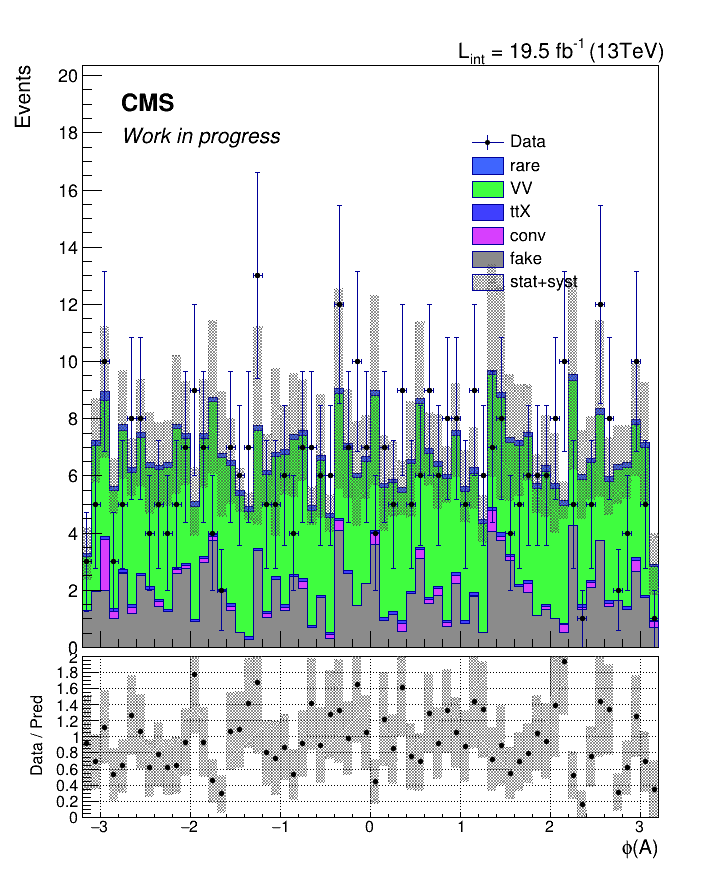 L_int = 19.5 fb^-1 (13TeV)
Events
CMS
Work in progress
Data
rare
VV
ttX
conv
fake
stat+syst
20
18
16
14
12
10
8
6
4
2
0
Data / Pred
2
1.8
1.6
1.4
1.2
1
0.8
0.6
0.4
0.2
0
−3 −2 −1 0 1 2 3
ϕ(A)